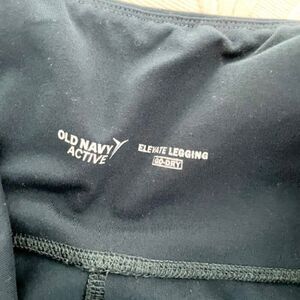 OLD NAVY
ACTIVE
ELEVATE LEGGING
GO-DRY